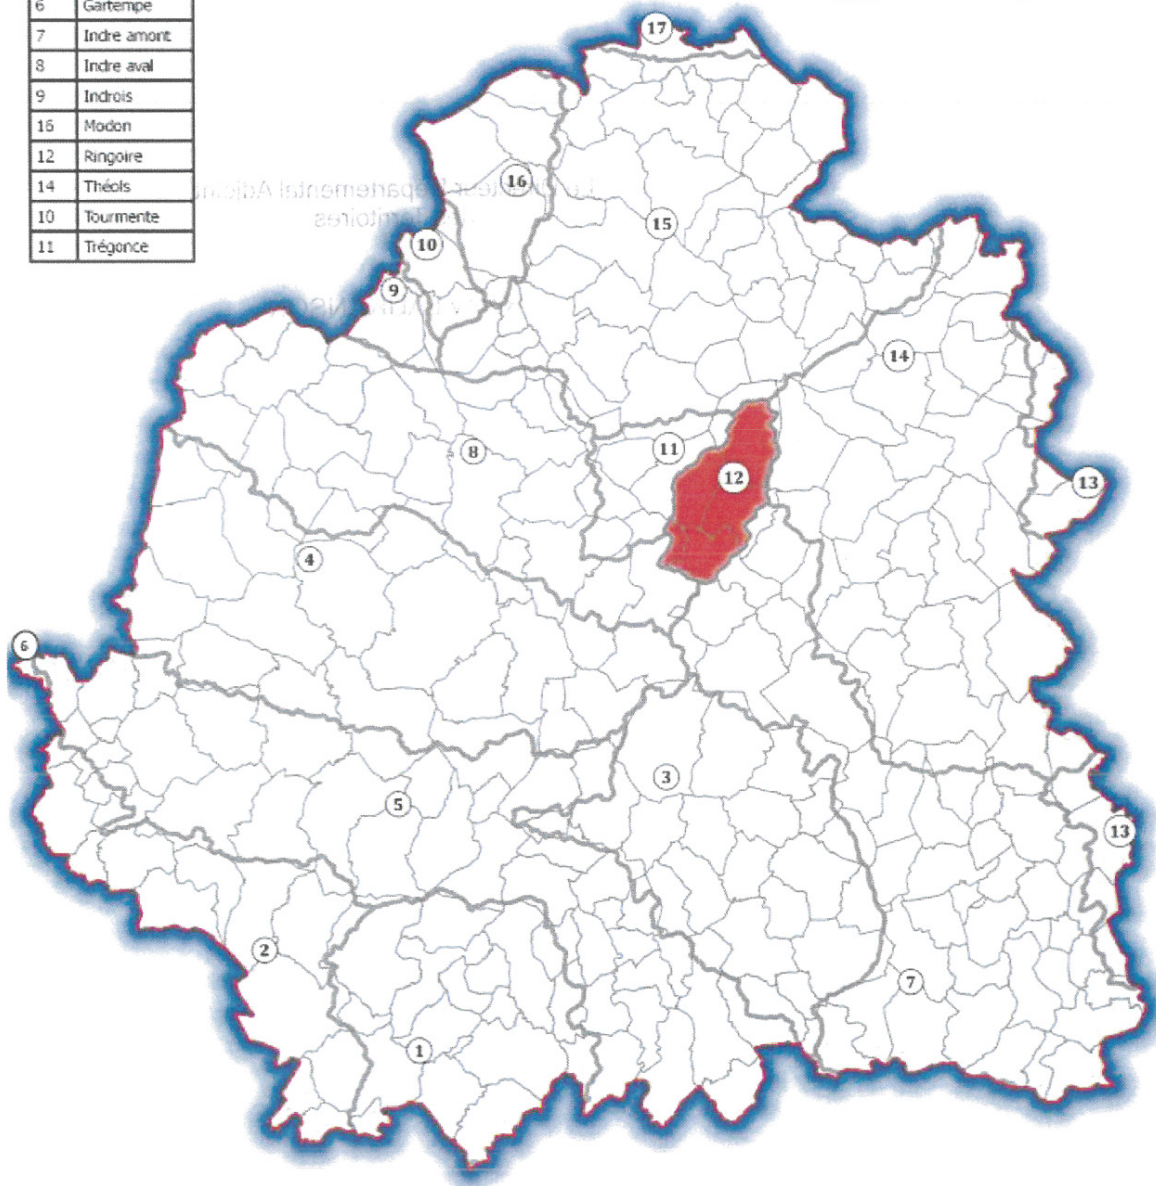 6 Gartempe
7 Indre amont
8 Indre aval
9 Indrois
16 Modon
12 Ringoire
14 Théols
10 Tourmente
11 Trégonce
17
16
15
10
9
14
11
8
12
13
4
6
3
5
13
2
7
1